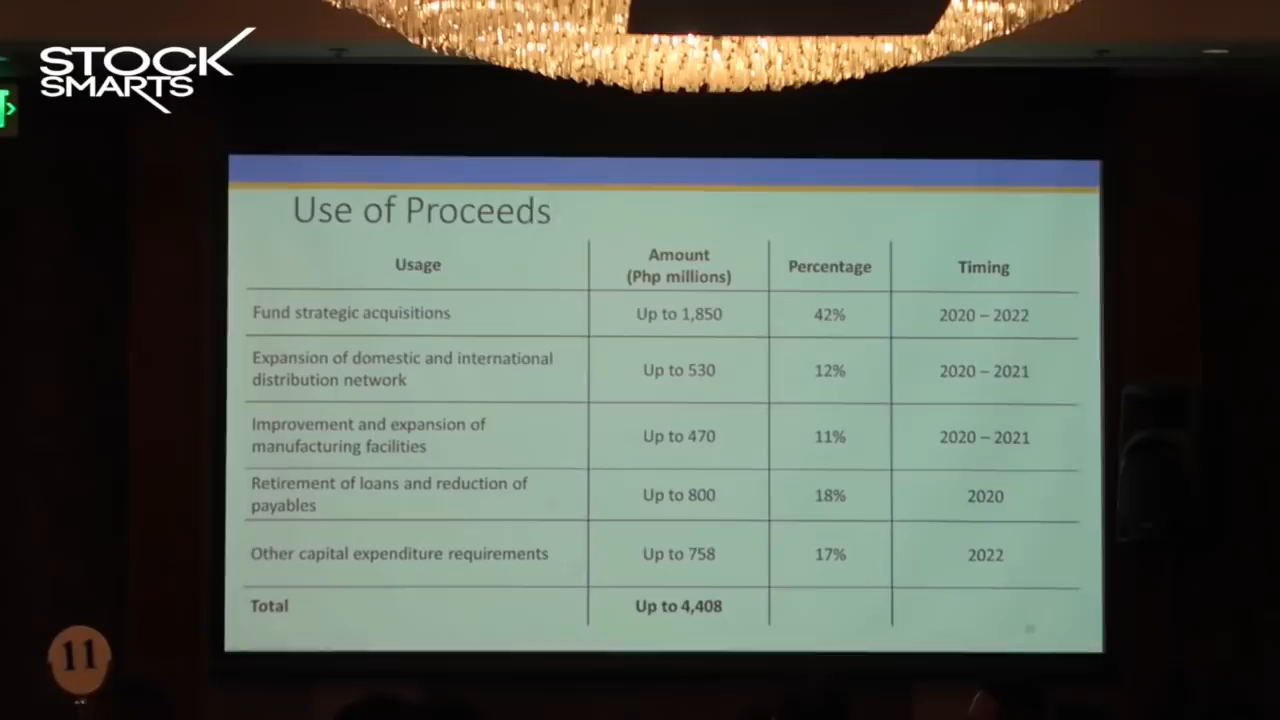 STOCK
SMARTS
Use of Proceeds
Usage
Amount
(Php millions)
Percentage
Timing
Fund strategic acquisitions
Up to 1,850
42%
2020 – 2022
Expansion of domestic and international
distribution network
Up to 530
12%
2020 – 2021
Improvement and expansion of
manufacturing facilities
Up to 470
11%
2020 – 2021
Retirement of loans and reduction of
payables
Up to 800
18%
2020
Other capital expenditure requirements
Up to 758
17%
2022
Total
Up to 4,408
11